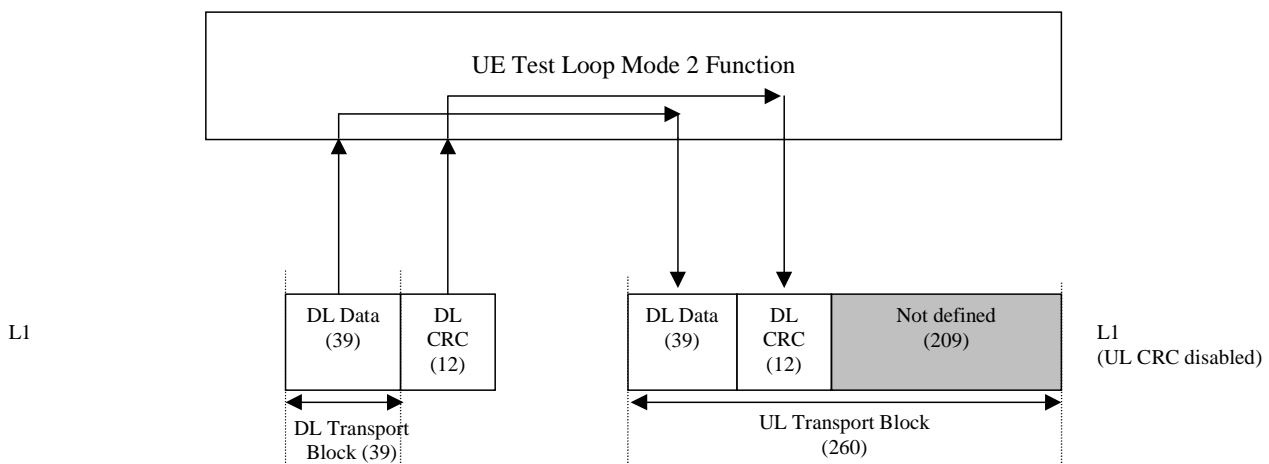 UE Test Loop Mode 2 Function
L1
DL Data
(39)
DL
CRC
(12)
DL Data
(39)
DL
CRC
(12)
Not defined
(209)
L1
(UL CRC disabled)
DL Transport
Block (39)
UL Transport Block
(260)